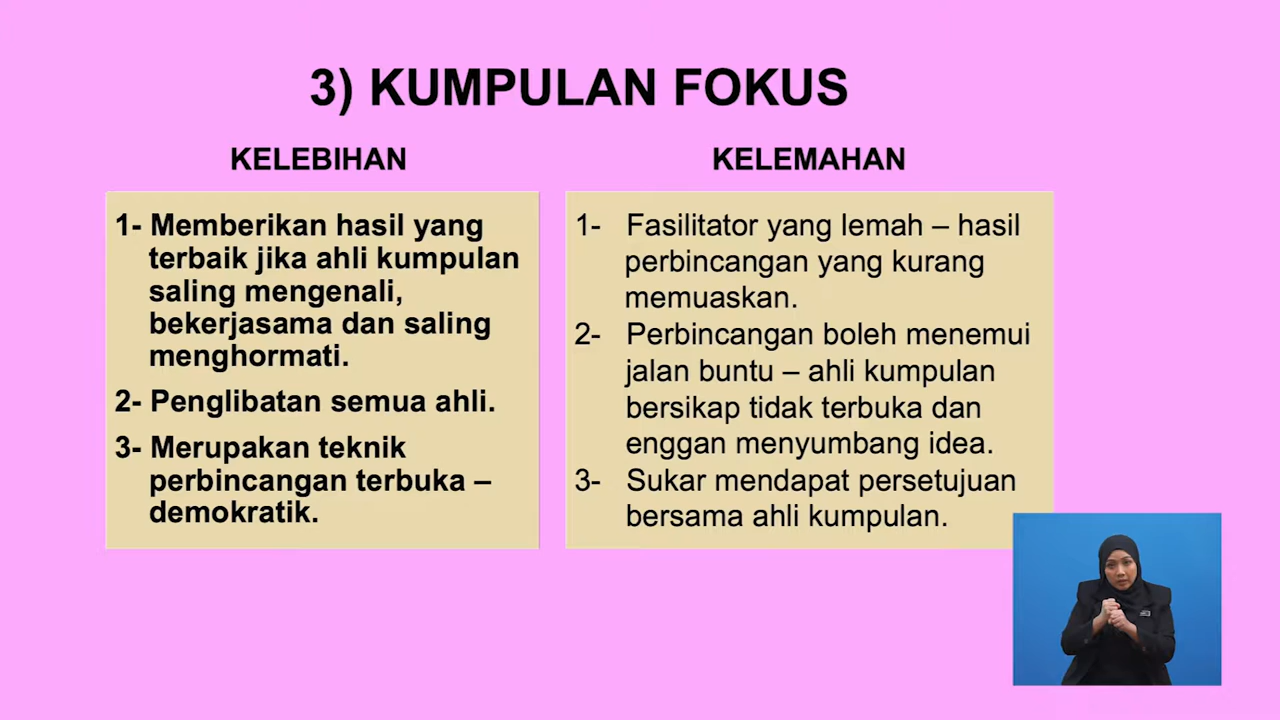 3) KUMPULAN FOKUS
KELEBIHAN
1- Memberikan hasil yang
terbaik jika ahli kumpulan
saling mengenali,
bekerjasama dan saling
menghormati.
2- Penglibatan semua ahli.
3- Merupakan teknik
perbincangan terbuka –
demokratik.
KELEMAHAN
1- Fasilitator yang lemah – hasil
perbincangan yang kurang
memuaskan.
2- Perbincangan boleh menemui
jalan buntu – ahli kumpulan
bersikap tidak terbuka dan
enggan menyumbang idea.
3- Sukar mendapat persetujuan
bersama ahli kumpulan.